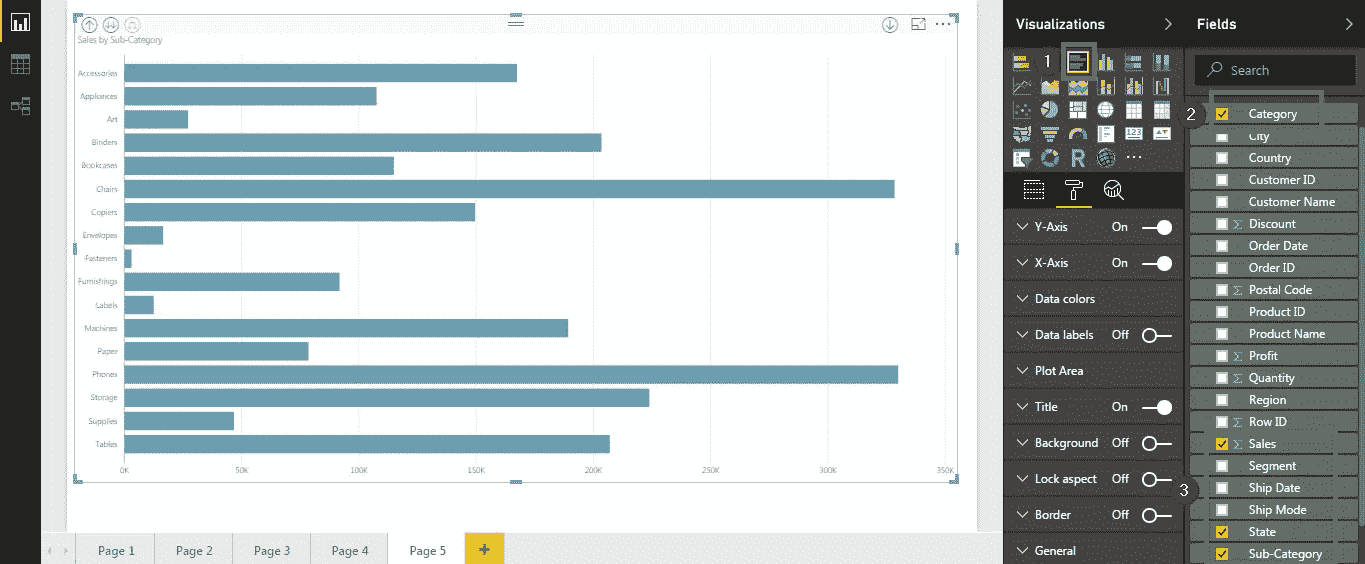 Sales by Sub-Category
Accessories
Appliances
Art
Binders
Bookcases
Chairs
Copiers
Envelopes
Fasteners
Furnishings
Labels
Machines
Paper
Phones
Storage
Supplies
Tables
0K 50K 100K 150K 200K 250K 300K 350K
Page 1 Page 2 Page 3 Page 4 Page 5 +
Visualizations
1
123
R
Y-Axis On
X-Axis On
Data colors
Data labels Off
Plot Area
Title On
Background Off
Lock aspect Off
Border Off
General
Fields
Search
2
Category
City
Country
Customer ID
Customer Name
Σ Discount
Order Date
Order ID
Σ Postal Code
Product ID
Product Name
Σ Profit
Σ Quantity
Region
Σ Row ID
Σ Sales
Segment
3
Ship Date
Ship Mode
State
Sub-Category